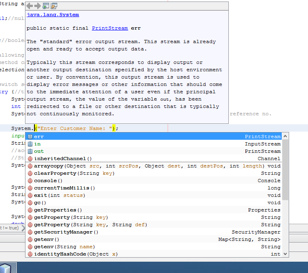 String a
java.lang.System
public static final PrintStream err
The "standard" error output stream. This stream is already
open and ready to accept output data.
Typically this stream corresponds to display output or
another output destination specified by the host environment
or user. By convention, this output stream is used to
display error messages or other information that should come
to the immediate attention of a user even if the principal
output stream, the value of the variable out, has been
redirected to a file or other destination that is typically
not continuously monitored.
System.("Enter Customer Name: ");
err PrintStream
in InputStream
out PrintStream
inheritedChannel() Channel
arraycopy(Object src, int srcPos, Object dest, int destPos, int length) void
clearProperty(String key) String
console() Console
currentTimeMillis() long
exit(int status) void
gc() void
getProperties() Properties
getProperty(String key) String
getProperty(String key, String def) String
getSecurityManager() SecurityManager
getenv() Map<String, String>
getenv(String name) String
identityHashCode(Object x) int